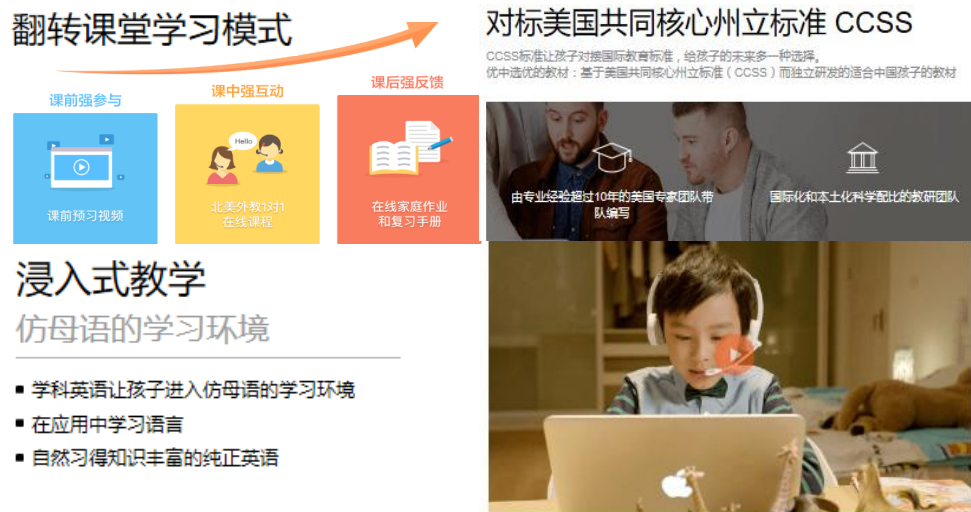 翻转课堂学习模式
课前强参与
课中强互动
课后强反馈
Hello
课前预习视频
北美外教1对1
在线课程
在线家庭作业
和复习手册
对标美国共同核心州立标准 CCSS
CCSS标准让孩子对接国际教育标准，给孩子的未来多一种选择。
优中选优的教材：基于美国共同核心州立标准（CCSS）而独立研发的适合中国孩子的教材
由专业经验超过10年的美国专家团队带
队编写
国际化和本土化科学配比的教研团队
浸入式教学
仿母语的学习环境
学科英语让孩子进入仿母语的学习环境
在应用中学习语言
自然习得知识丰富的纯正英语